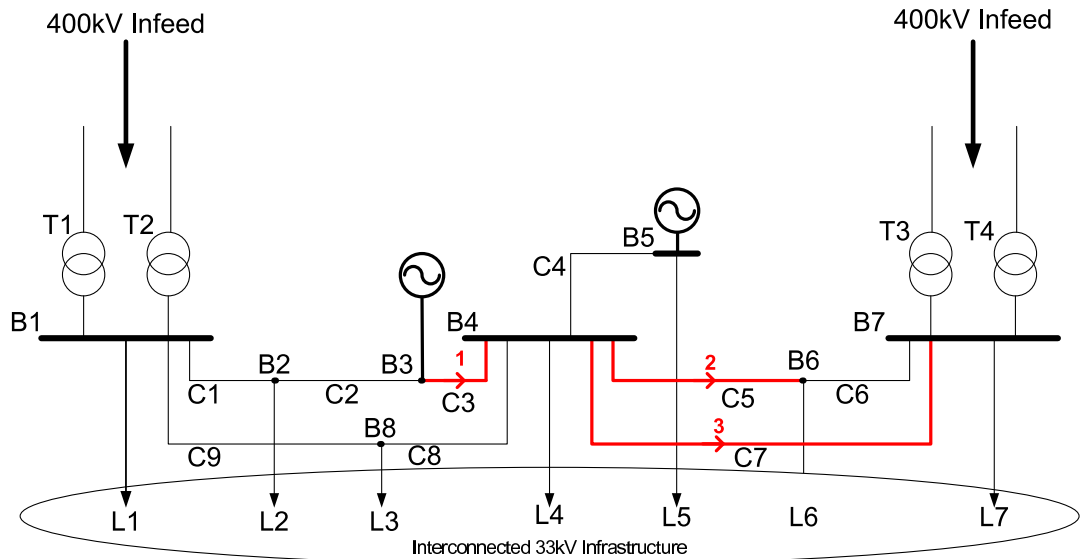 400kV Infeed
400kV Infeed
T1
T2
T3
T4
B5
C4
B1
B4
B7
B2
B3
1
2
B6
C1
C2
C3
C5
C6
B8
3
C9
C8
C7
L1
L2
L3
L4
L5
L6
L7
Interconnected 33kV Infrastructure